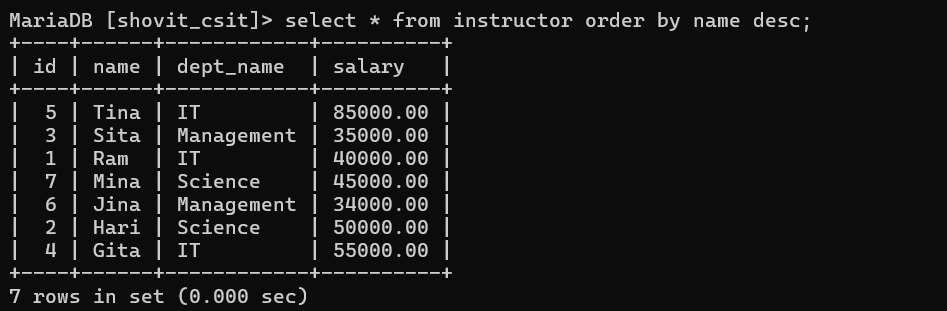 MariaDB [shovit_csit]> select * from instructor order by name desc;
+----+------+------------+----------+
| id | name | dept_name  | salary   |
+----+------+------------+----------+
|  5 | Tina | IT         | 85000.00 |
|  3 | Sita | Management | 35000.00 |
|  1 | Ram  | IT         | 40000.00 |
|  7 | Mina | Science    | 45000.00 |
|  6 | Jina | Management | 34000.00 |
|  2 | Hari | Science    | 50000.00 |
|  4 | Gita | IT         | 55000.00 |
+----+------+------------+----------+
7 rows in set (0.000 sec)